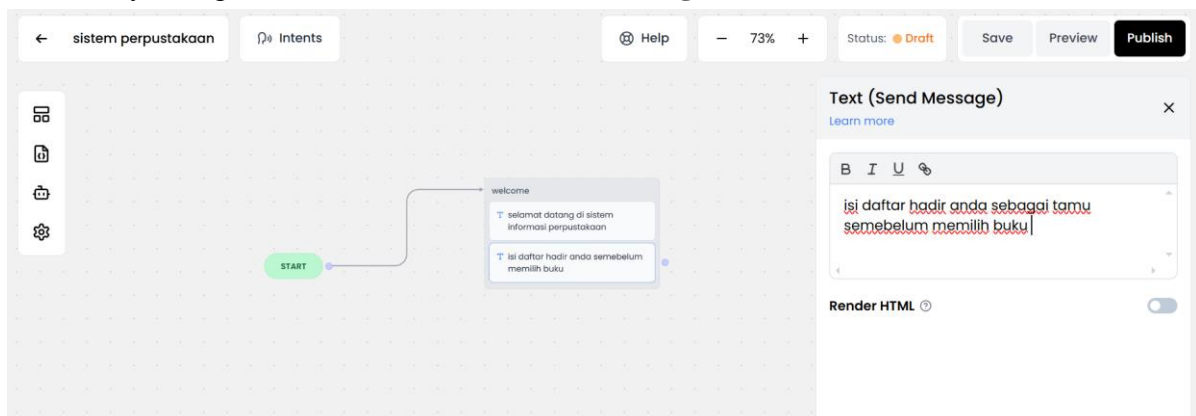 sistem perpustakaan
Intents
Help
− 73% +
Status: Draft
Save
Preview
Publish
Text (Send Message)
Learn more
B I U
isi daftar hadir anda sebagai tamu
semebelum memilih buku
Render HTML
START
welcome
T selamat datang di sistem
informasi perpustakaan
T isi daftar hadir anda semebelum
memilih buku